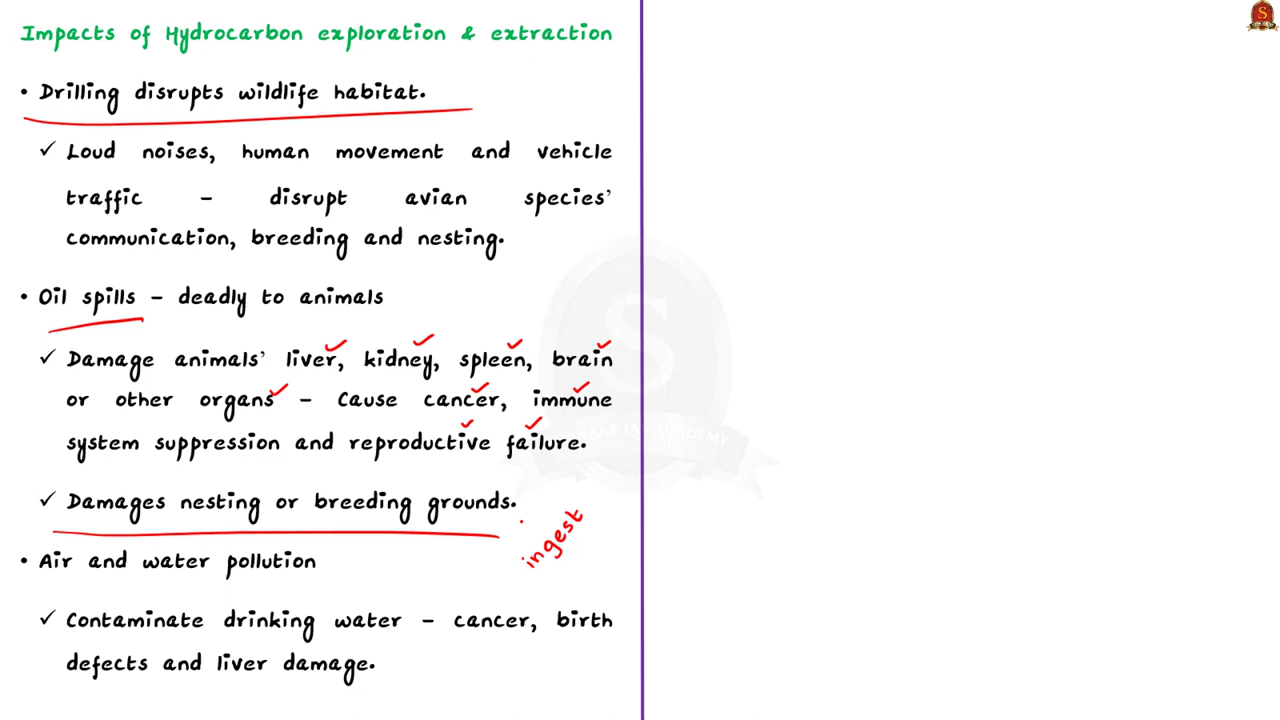 Impacts of Hydrocarbon exploration & extraction
• Drilling disrupts wildlife habitat.
✓ Loud noises, human movement and vehicle
traffic – disrupt avian species’
communication, breeding and nesting.
• Oil spills – deadly to animals
✓ Damage animals’ liver, kidney, spleen, brain
or other organs – Cause cancer, immune
system suppression and reproductive failure.
✓ Damages nesting or breeding grounds.
ingest
• Air and water pollution
✓ Contaminate drinking water – cancer, birth
defects and liver damage.